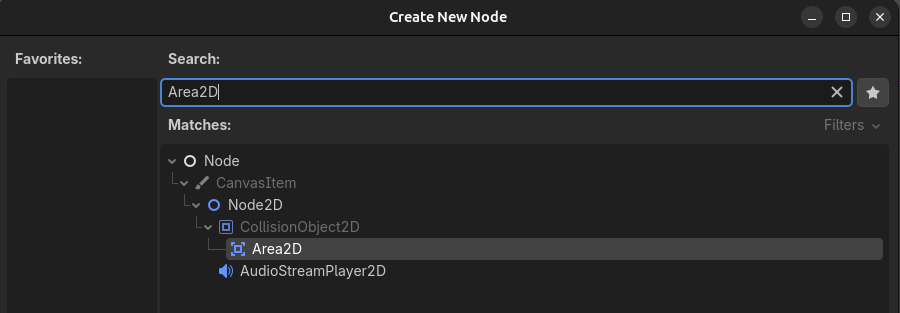 Create New Node
Favorites:
Search:
Area2D
Matches:
Filters
Node
CanvasItem
Node2D
CollisionObject2D
Area2D
AudioStreamPlayer2D